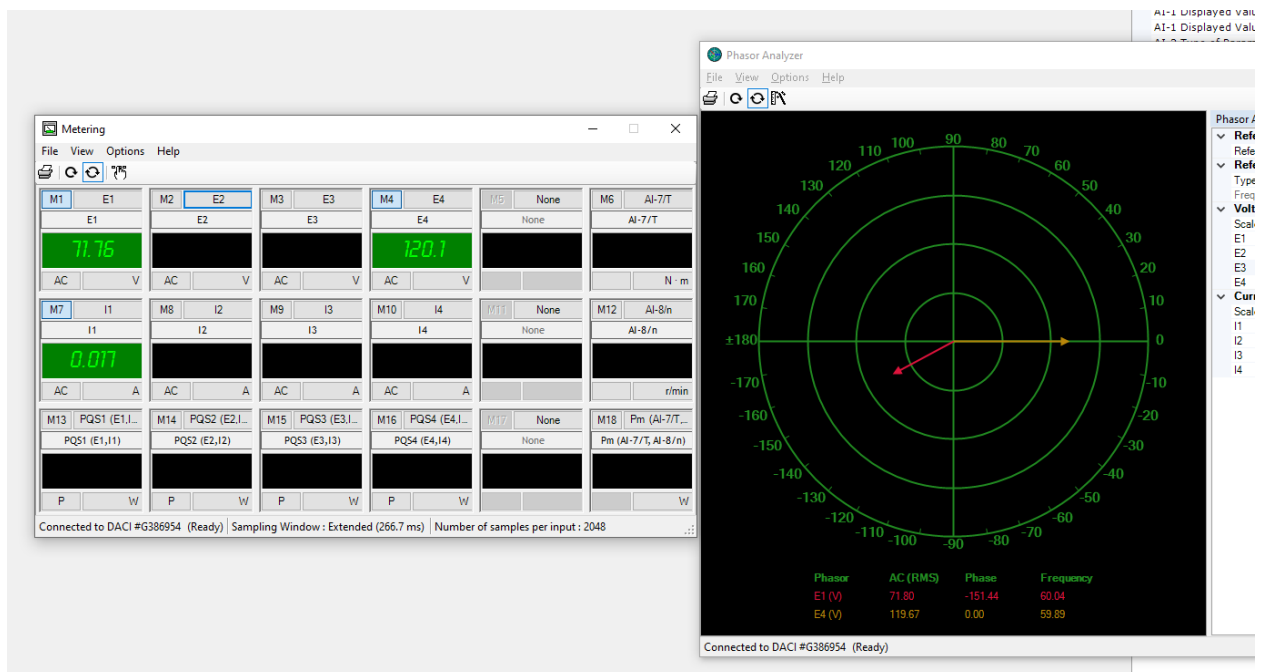 AI-1 Displayed Valu
AI-1 Displayed Valu
Metering
File View Options Help
M1 E1 M2 E2 M3 E3 M4 E4 M5 None M6 AI-7/T
E1 E2 E3 E4 None AI-7/T
71.76 120.1
AC V AC V AC V AC V N · m
M7 I1 M8 I2 M9 I3 M10 I4 M11 None M12 AI-8/n
I1 I2 I3 I4 None AI-8/n
0.017
AC A AC A AC A AC A r/min
M13 PQS1 (E1,I... M14 PQS2 (E2,I... M15 PQS3 (E3,I... M16 PQS4 (E4,I... M17 None M18 Pm (AI-7/T,...
PQS1 (E1,I1) PQS2 (E2,I2) PQS3 (E3,I3) PQS4 (E4,I4) None Pm (AI-7/T, AI-8/n)
P W P W P W P W W
Connected to DACI #G386954 (Ready) Sampling Window : Extended (266.7 ms) Number of samples per input : 2048
Phasor Analyzer
File View Options Help
90
100 80
110 70
120 60
130 50
140 40
150 30
160 20
170 10
±180 0
-170 -10
-160 -20
-150 -30
-140 -40
-130 -50
-120 -60
-110 -70
-100 -80
-90
Phasor AC (RMS) Phase Frequency
E1 (V) 71.80 -151.44 60.04
E4 (V) 119.67 0.00 59.89
Connected to DACI #G386954 (Ready)
Phasor A
Refe
Refe
Refe
Type
Freq
Volt
Scal
E1
E2
E3
E4
Curr
Scal
I1
I2
I3
I4